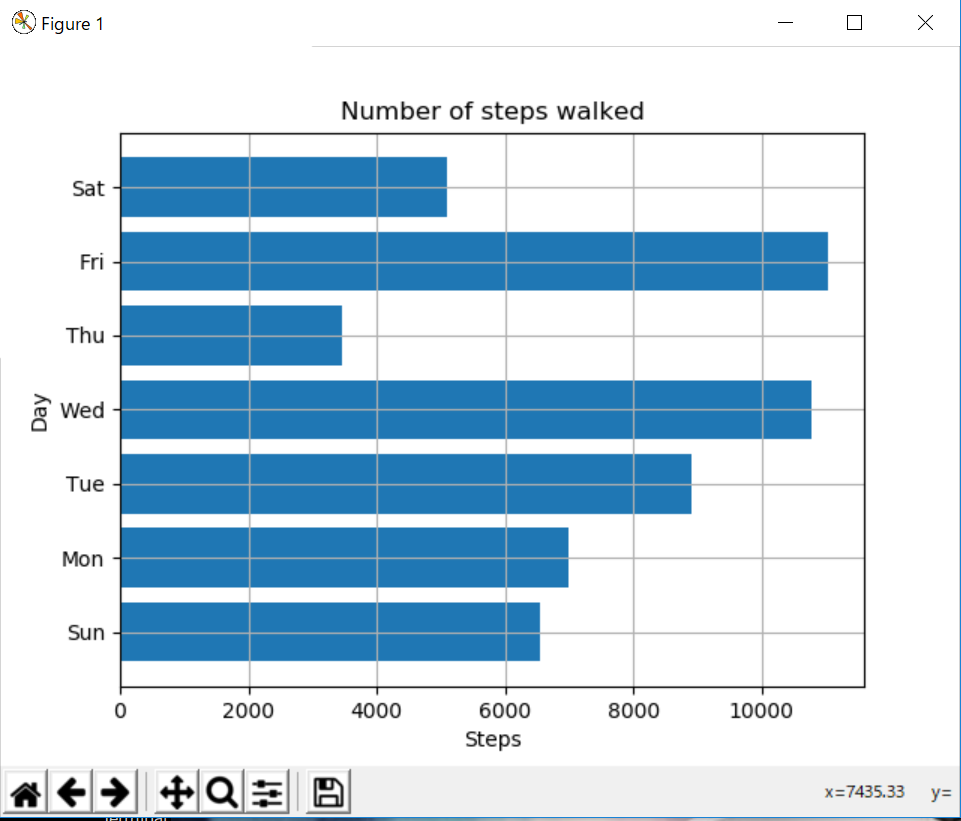 Figure 1
Number of steps walked
Sat
Fri
Thu
Wed
Tue
Mon
Sun
Day
0 2000 4000 6000 8000 10000
Steps
x=7435.33 y=